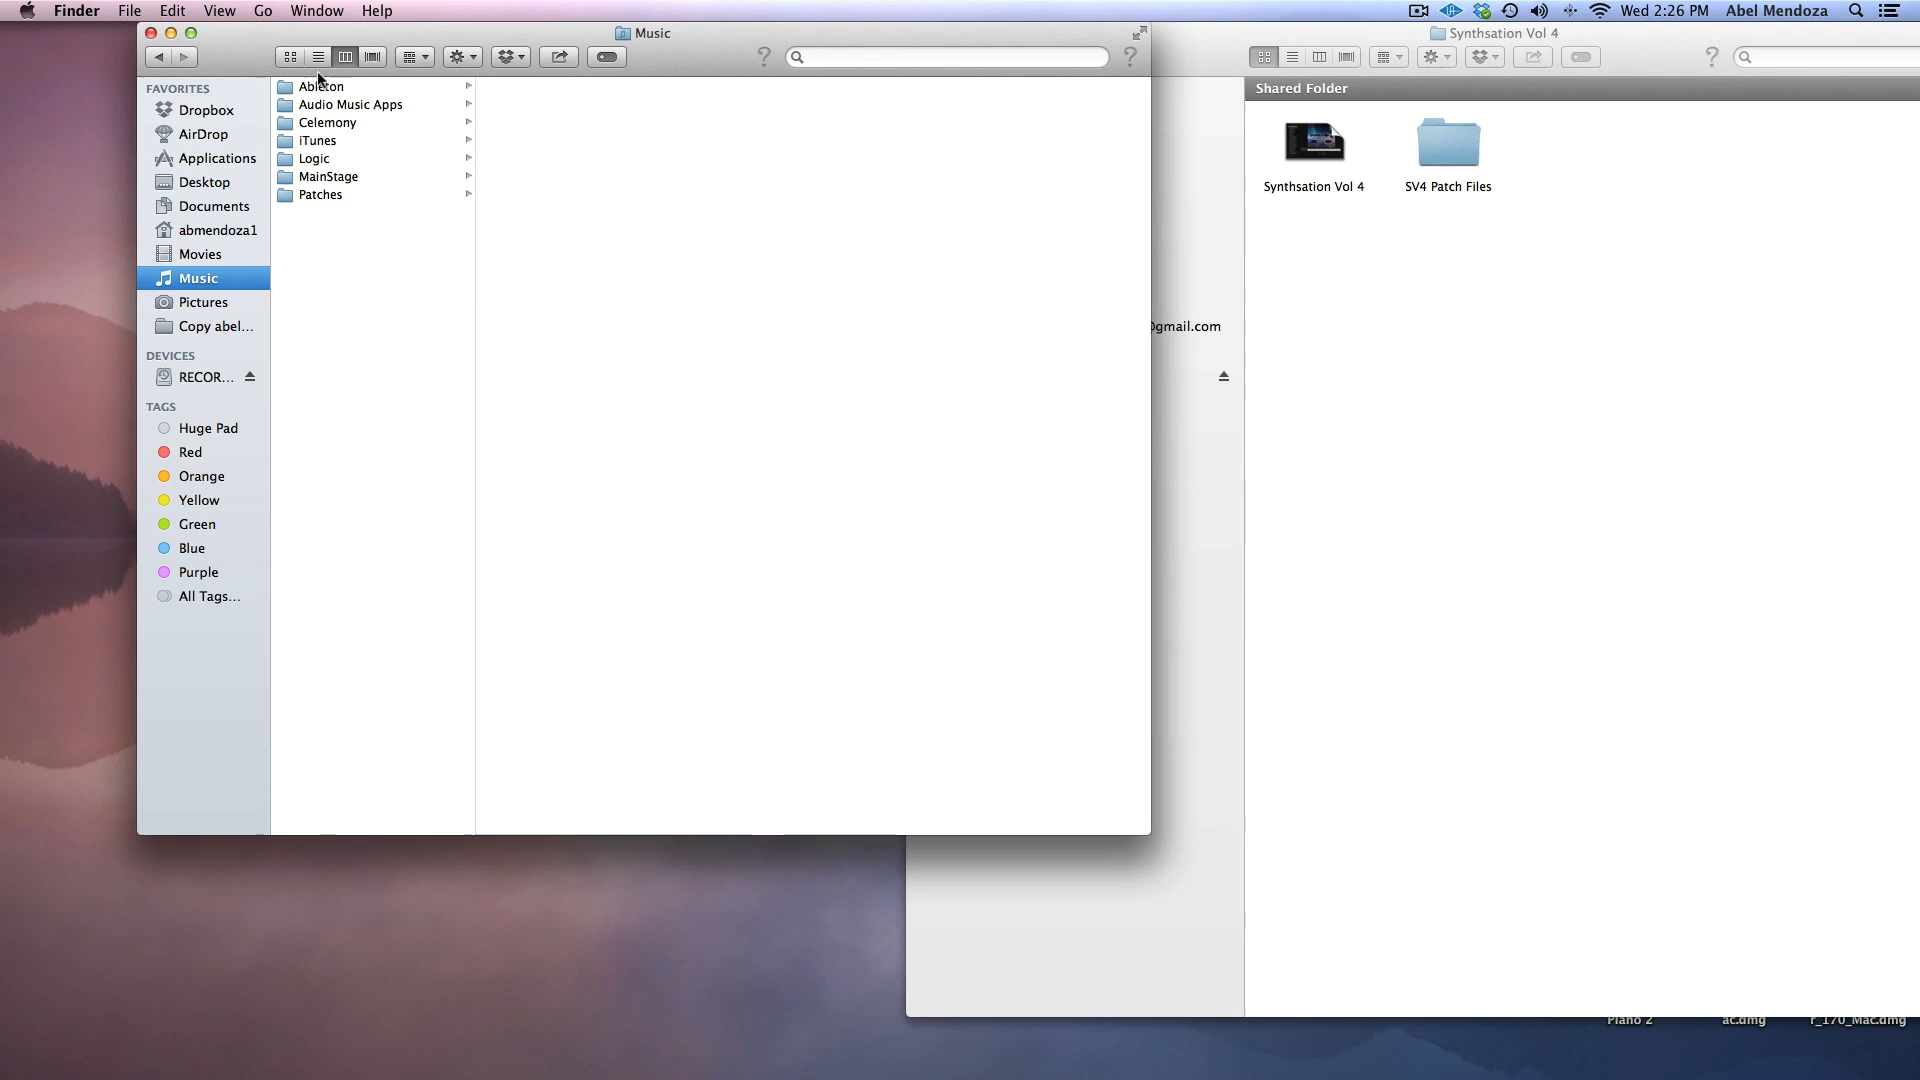 Finder File Edit View Go Window Help
Wed 2:26 PM Abel Mendoza
Music
Synthsation Vol 4
FAVORITES
Dropbox
AirDrop
Applications
Desktop
Documents
abmendoza1
Movies
Music
Pictures
Copy abel...
DEVICES
RECOR...
TAGS
Huge Pad
Red
Orange
Yellow
Green
Blue
Purple
All Tags...
Ableton
Audio Music Apps
Celemony
iTunes
Logic
MainStage
Patches
@gmail.com
Shared Folder
Synthsation Vol 4
SV4 Patch Files
Piano 2
ac.dmg
r_170_Mac.dmg